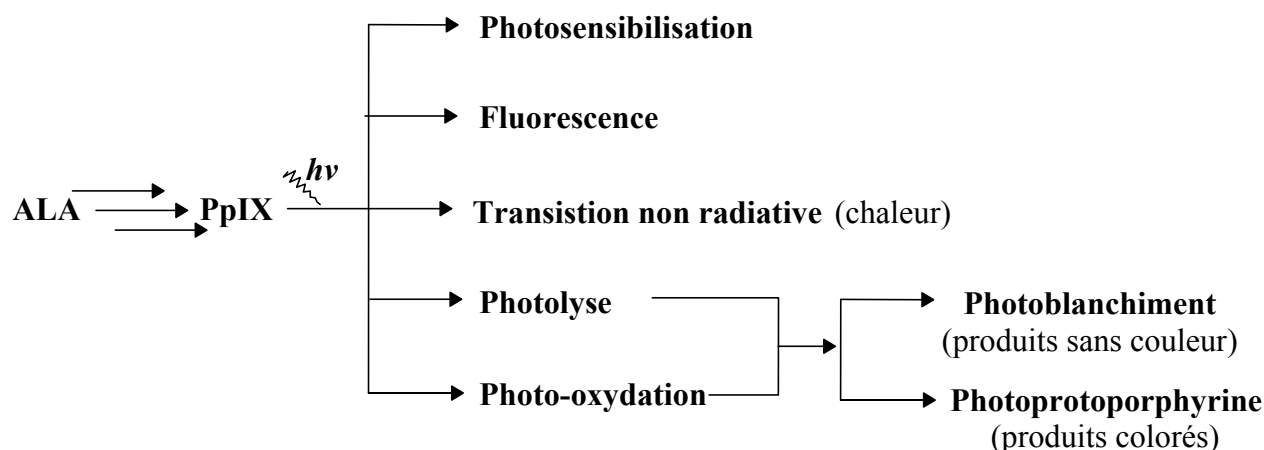 Photosensibilisation
Fluorescence
hν
ALA PpIX Transistion non radiative (chaleur)
Photolyse
Photoblanchiment
(produits sans couleur)
Photo-oxydation
Photoprotoporphyrine
(produits colorés)